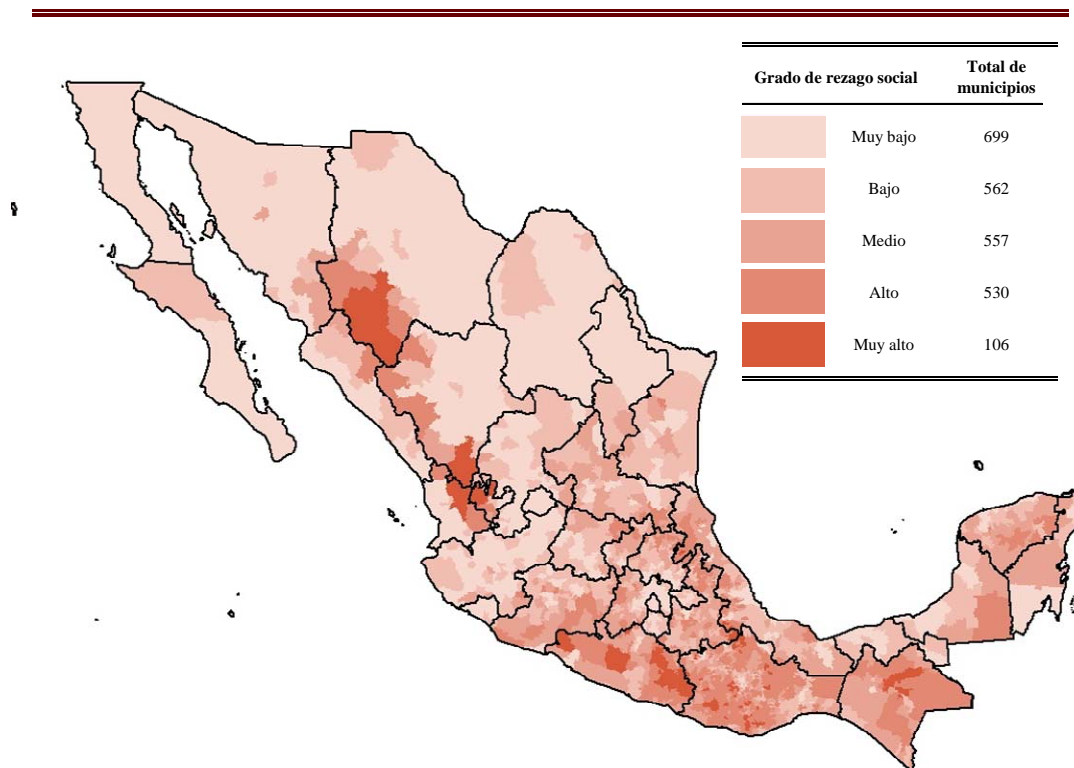 Grado de rezago social
Total de
municipios
Muy bajo 699
Bajo 562
Medio 557
Alto 530
Muy alto 106